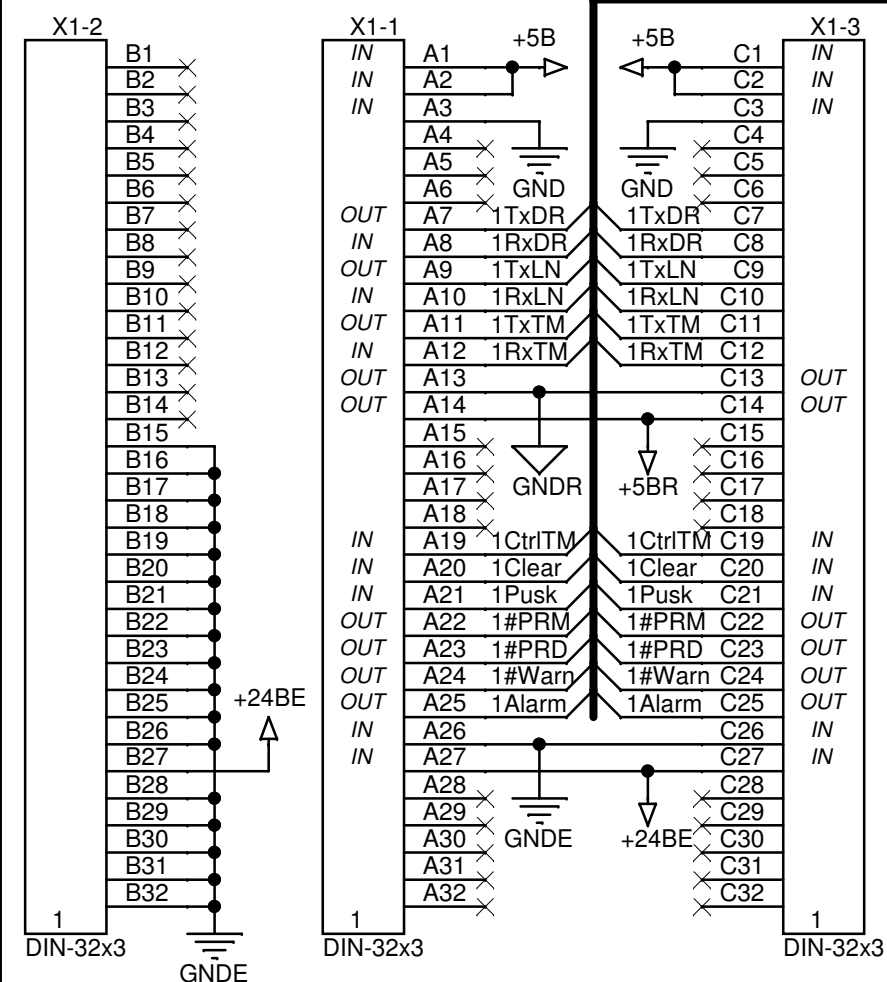 X1-2 X1-1 X1-3
+5B +5B
B1 IN A1 C1 IN
B2 IN A2 C2 IN
B3 IN A3 C3 IN
B4 A4 C4
B5 A5 C5
B6 A6 C6
GND GND
B7 OUT A7 1TxDR 1TxDR C7
B8 IN A8 1RxDR 1RxDR C8
B9 OUT A9 1TxLN 1TxLN C9
B10 IN A10 1RxLN 1RxLN C10
B11 OUT A11 1TxTM 1TxTM C11
B12 IN A12 1RxTM 1RxTM C12
B13 OUT A13 C13 OUT
B14 OUT A14 C14 OUT
B15 A15 C15
B16 A16 C16
B17 A17 GNDR +5BR C17
B18 A18 C18
B19 IN A19 1CtrlTM 1CtrlTM C19 IN
B20 IN A20 1Clear 1Clear C20 IN
B21 IN A21 1Pusk 1Pusk C21 IN
B22 OUT A22 1#PRM 1#PRM C22 OUT
B23 OUT A23 1#PRD 1#PRD C23 OUT
B24 OUT A24 1#Warn 1#Warn C24 OUT
B25 +24BE OUT A25 1Alarm 1Alarm C25 OUT
B26 IN A26 C26 IN
B27 IN A27 C27 IN
B28 A28 C28
B29 A29 C29
B30 A30 GNDE +24BE C30
B31 A31 C31
B32 A32 C32
1 1 1
DIN-32x3 DIN-32x3 DIN-32x3
GNDE